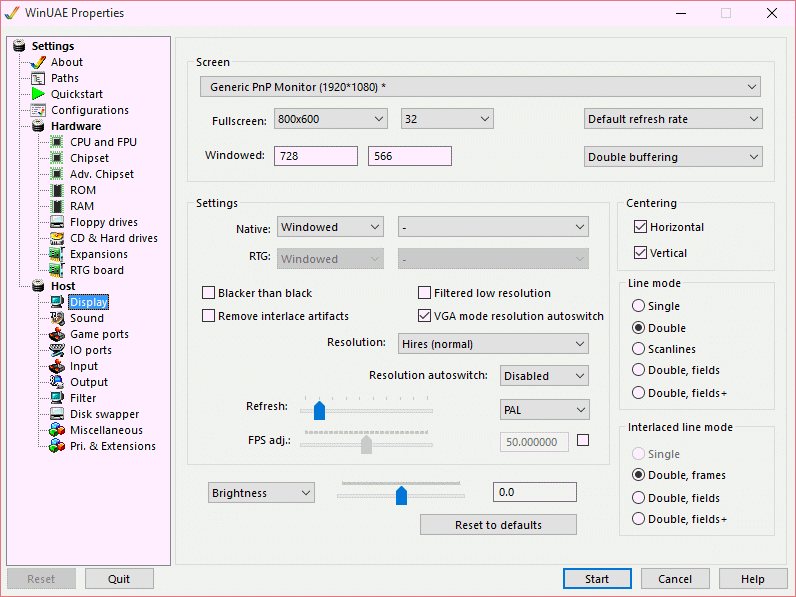 WinUAE Properties
Settings
About
Paths
Quickstart
Configurations
Hardware
CPU and FPU
Chipset
Adv. Chipset
ROM
RAM
Floppy drives
CD & Hard drives
Expansions
RTG board
Host
Display
Sound
Game ports
IO ports
Input
Output
Filter
Disk swapper
Miscellaneous
Pri. & Extensions
Screen
Generic PnP Monitor (1920*1080) *
Fullscreen: 800x600 32 Default refresh rate
Windowed: 728 566 Double buffering
Settings
Native: Windowed -
RTG: Windowed -
Blacker than black Filtered low resolution
Remove interlace artifacts VGA mode resolution autoswitch
Resolution: Hires (normal)
Resolution autoswitch: Disabled
Refresh: PAL
FPS adj.: 50.000000
Brightness 0.0
Reset to defaults
Centering
Horizontal
Vertical
Line mode
Single
Double
Scanlines
Double, fields
Double, fields+
Interlaced line mode
Single
Double, frames
Double, fields
Double, fields+
Reset Quit Start Cancel Help